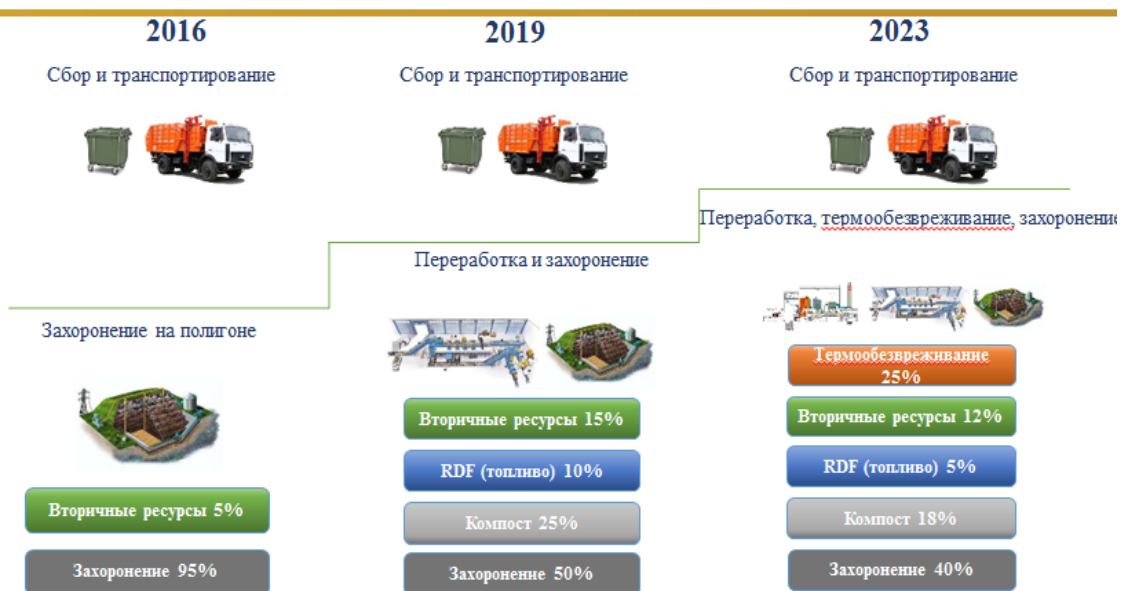 2016
Сбор и транспортирование
Захоронение на полигоне
Вторичные ресурсы 5%
Захоронение 95%
2019
Сбор и транспортирование
Переработка и захоронение
Вторичные ресурсы 15%
RDF (топливо) 10%
Компост 25%
Захоронение 50%
2023
Сбор и транспортирование
Переработка, термообезвреживание, захоронение
Термообезвреживание
25%
Вторичные ресурсы 12%
RDF (топливо) 5%
Компост 18%
Захоронение 40%